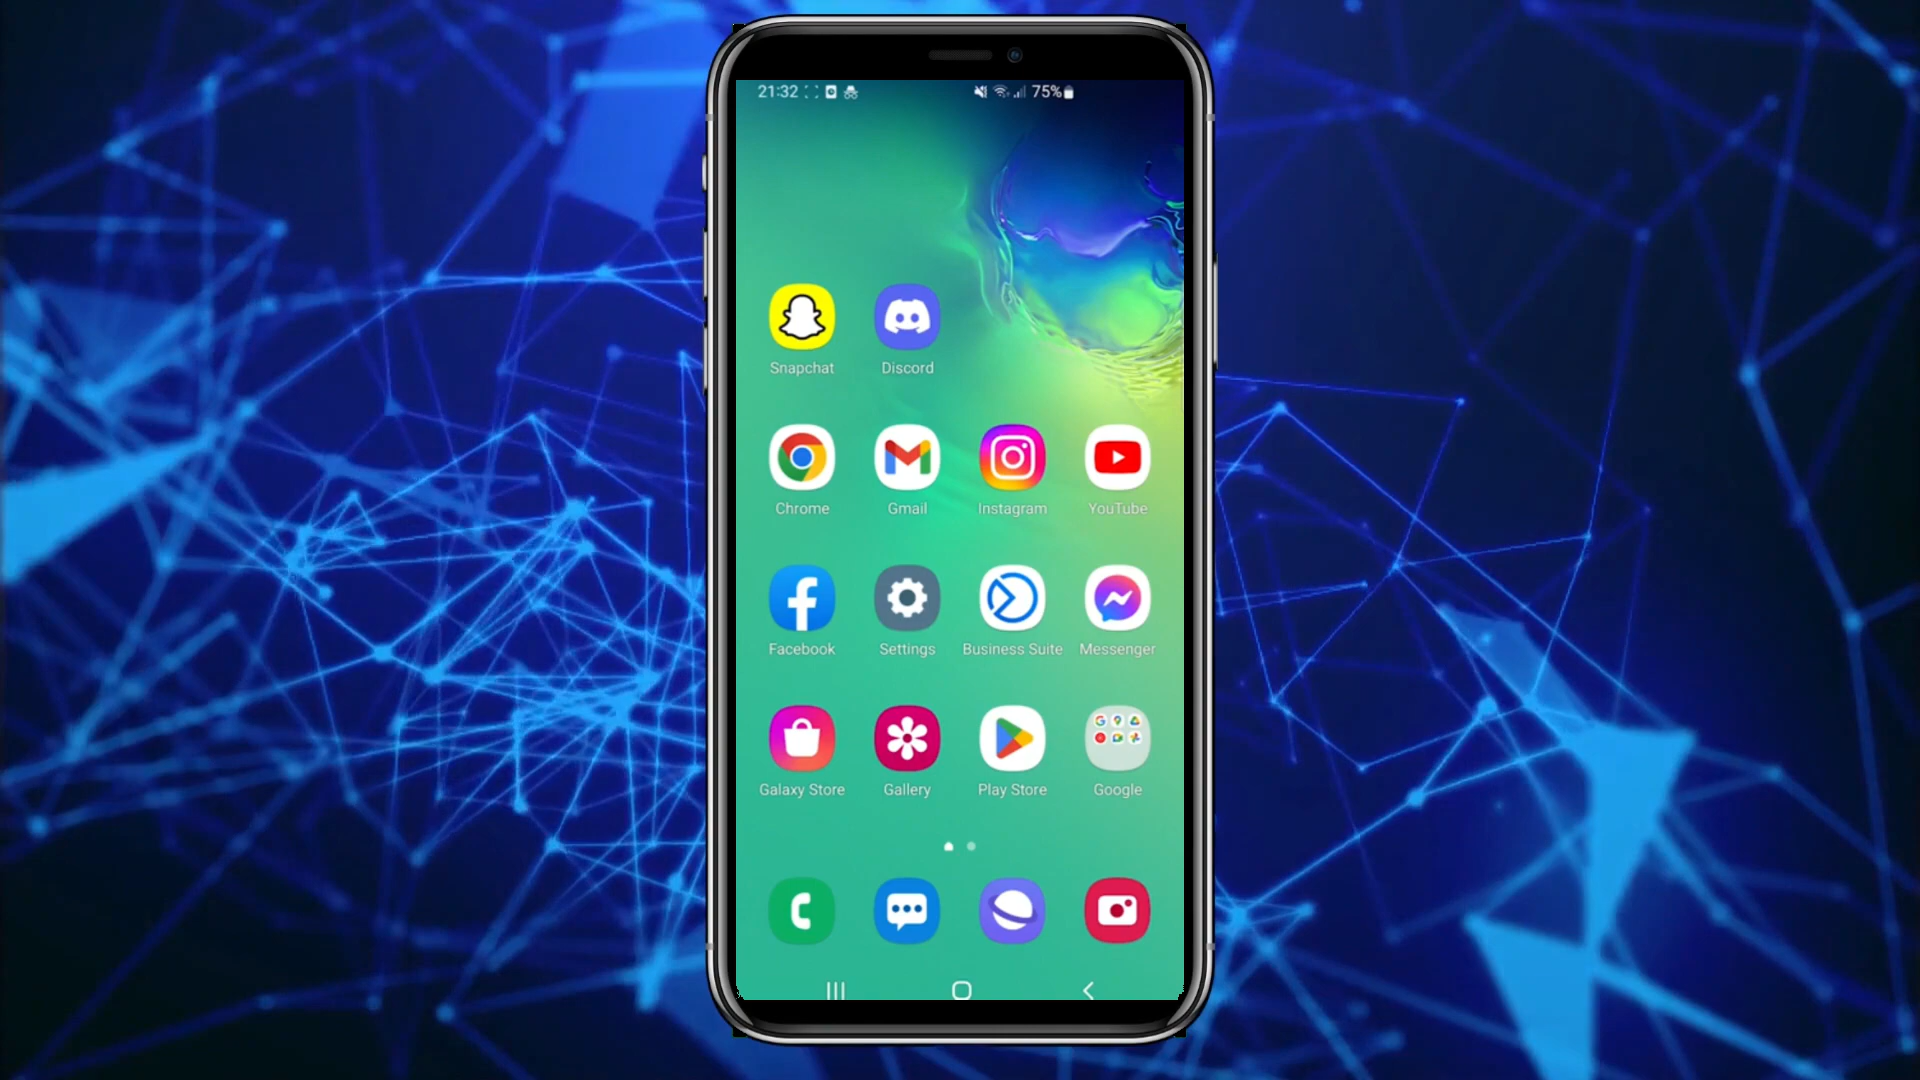 21:32 75%
Snapchat Discord
Chrome Gmail Instagram YouTube
Facebook Settings Business Suite Messenger
Galaxy Store Gallery Play Store Google